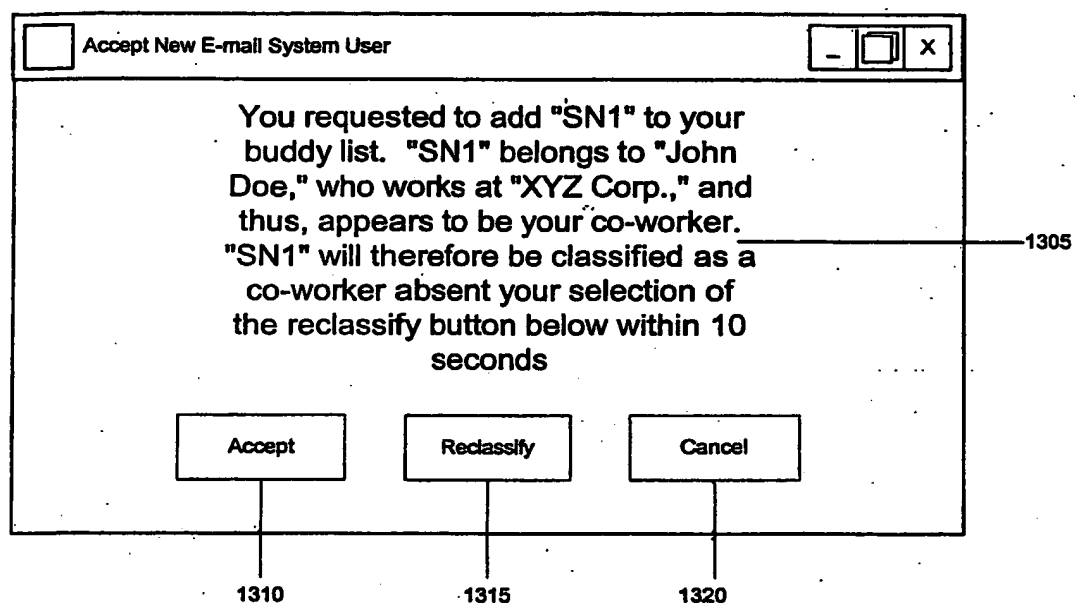 Accept New E-mail System User
_ X
You requested to add "SN1" to your
buddy list. "SN1" belongs to "John
Doe," who works at "XYZ Corp.," and
thus, appears to be your co-worker.
"SN1" will therefore be classified as a
co-worker absent your selection of
the reclassify button below within 10
seconds
1305
Accept Reclassify Cancel
1310 1315 1320